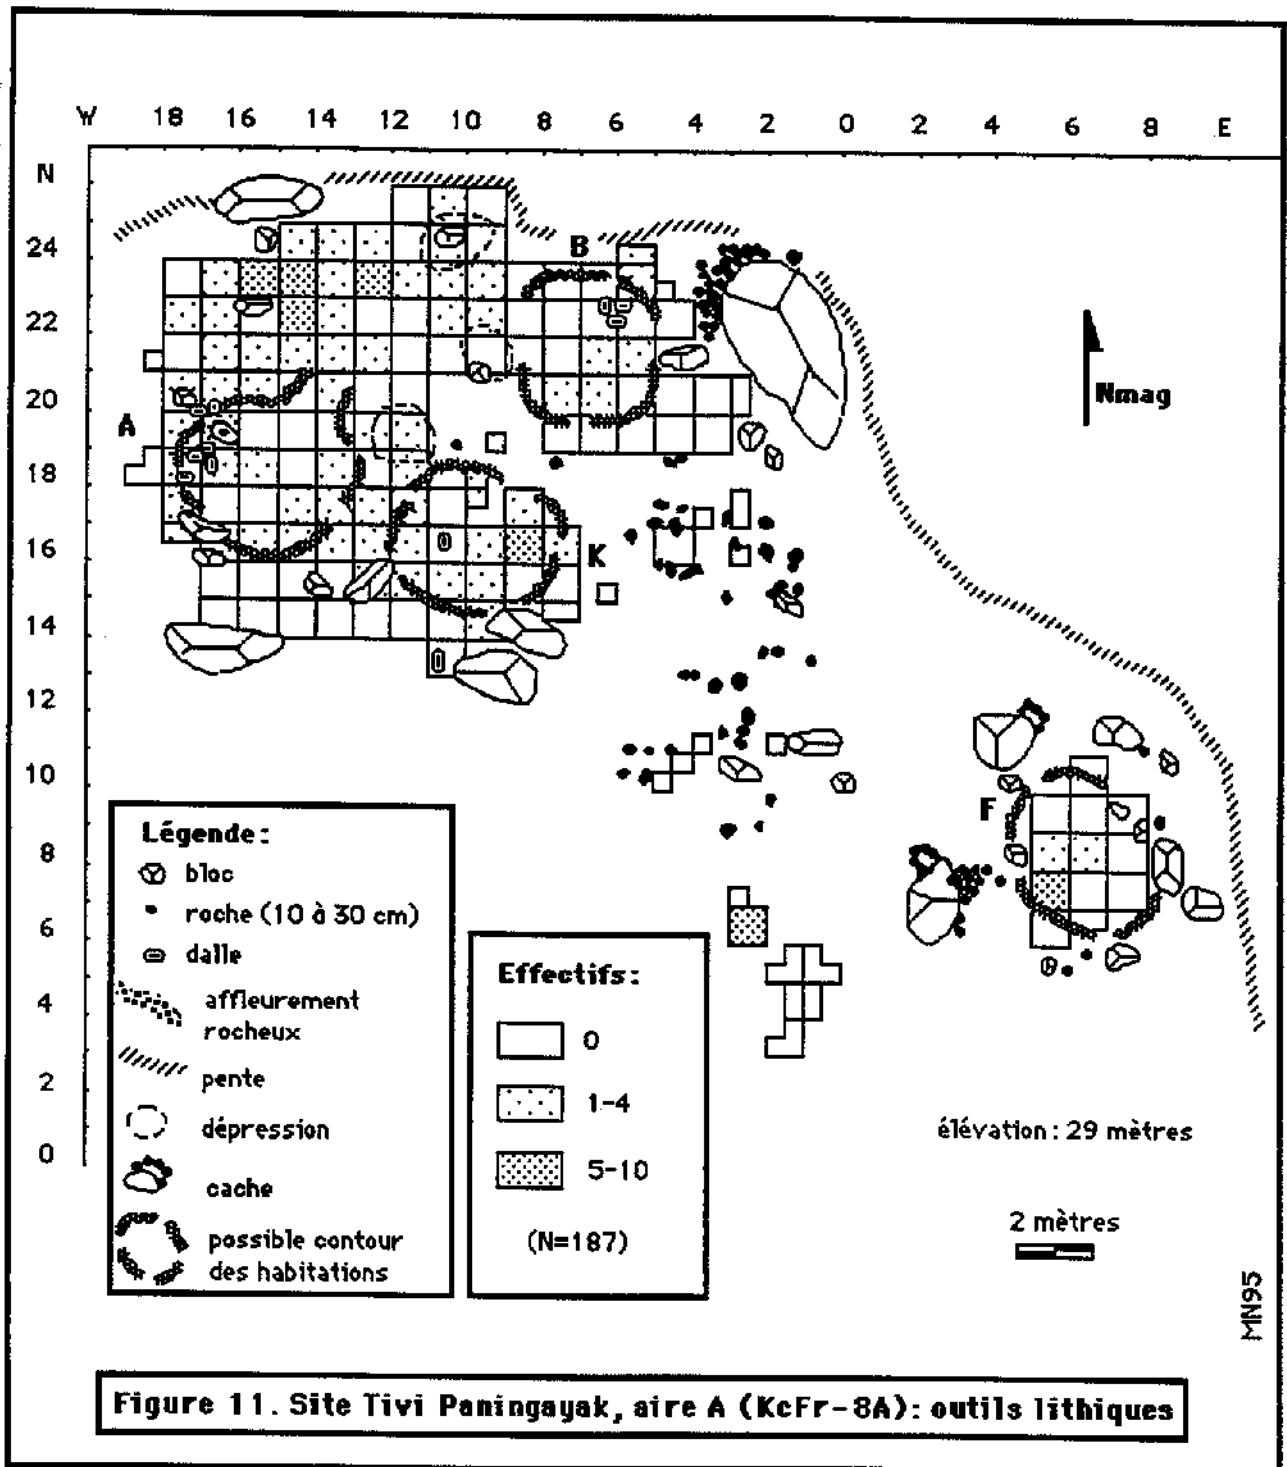 W 18 16 14 12 10 8 6 4 2 0 2 4 6 8 E
N
24
22
20
18
16
14
12
10
8
6
4
2
0
B
A
K
F
Nmag
Légende:
bloc
roche (10 à 30 cm)
dalle
affleurement
rocheux
pente
dépression
cache
possible contour
des habitations
Effectifs:
0
1-4
5-10
(N=187)
élévation: 29 mètres
2 mètres
MN95
Figure 11. Site Tivi Paningayak, aire A (KcFr-8A): outils lithiques